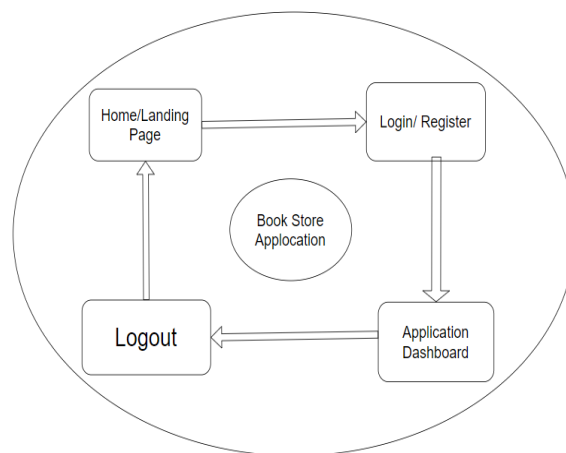 Home/Landing
Page
Login/ Register
Book Store
Applocation
Logout
Application
Dashboard